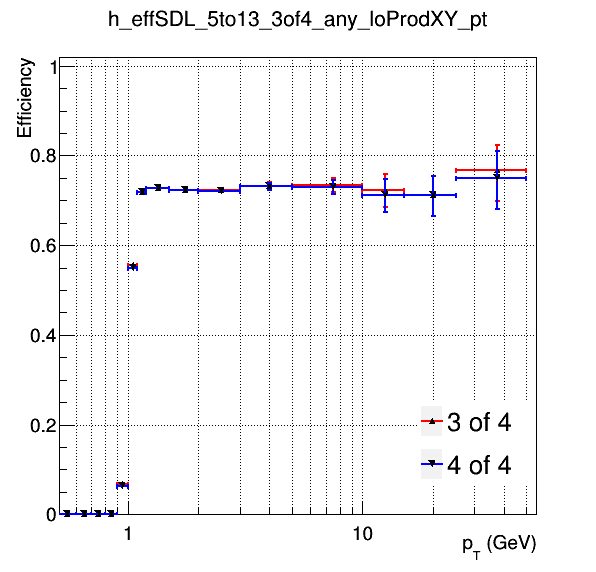 h_effSDL_5to13_3of4_any_loProdXY_pt
Efficiency
1
0.8
0.6
0.4
0.2
0
3 of 4
4 of 4
1
10
p_T (GeV)